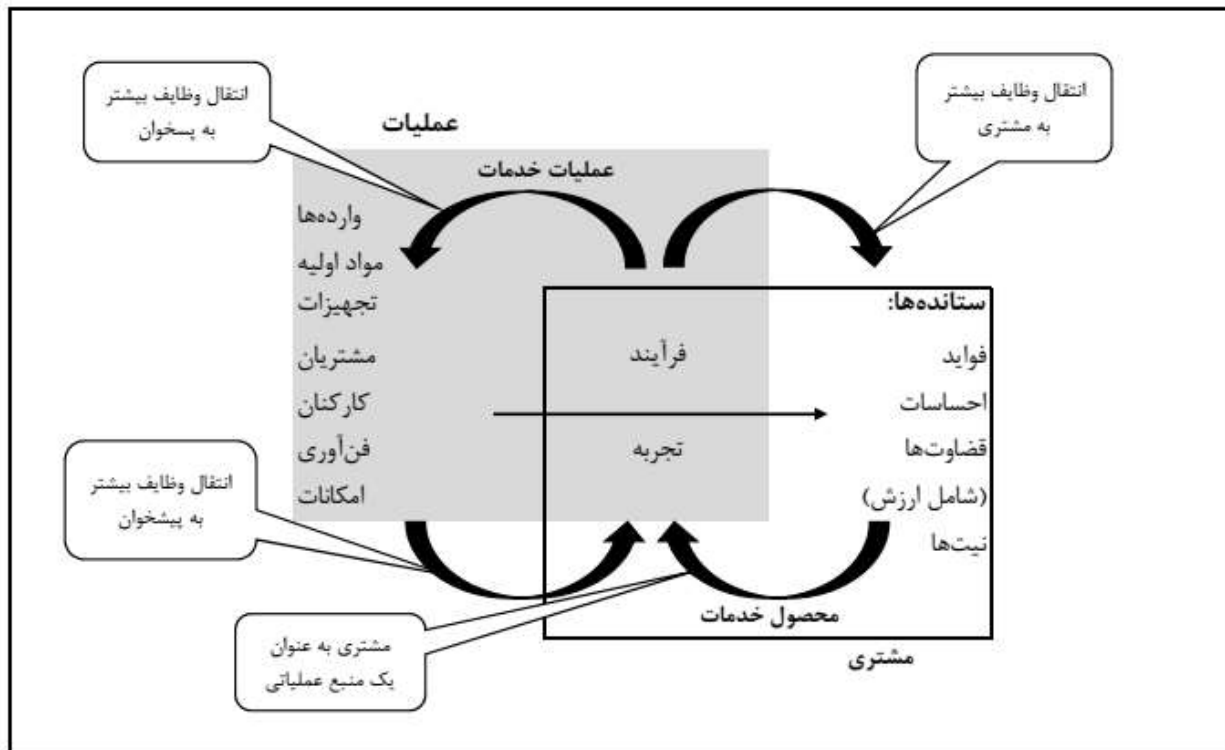 انتقال وظایف بیشتر
به مشتری
انتقال وظایف بیشتر
به پسخوان
عملیات
عملیات خدمات
وارده‌ها
مواد اولیه
تجهیزات
مشتریان
کارکنان
فن‌آوری
امکانات
فرآیند
تجربه
ستانده‌ها:
فواید
احساسات
قضاوت‌ها
(شامل ارزش)
نیت‌ها
انتقال وظایف بیشتر
به پیشخوان
محصول خدمات
مشتری
مشتری به عنوان
یک منبع عملیاتی